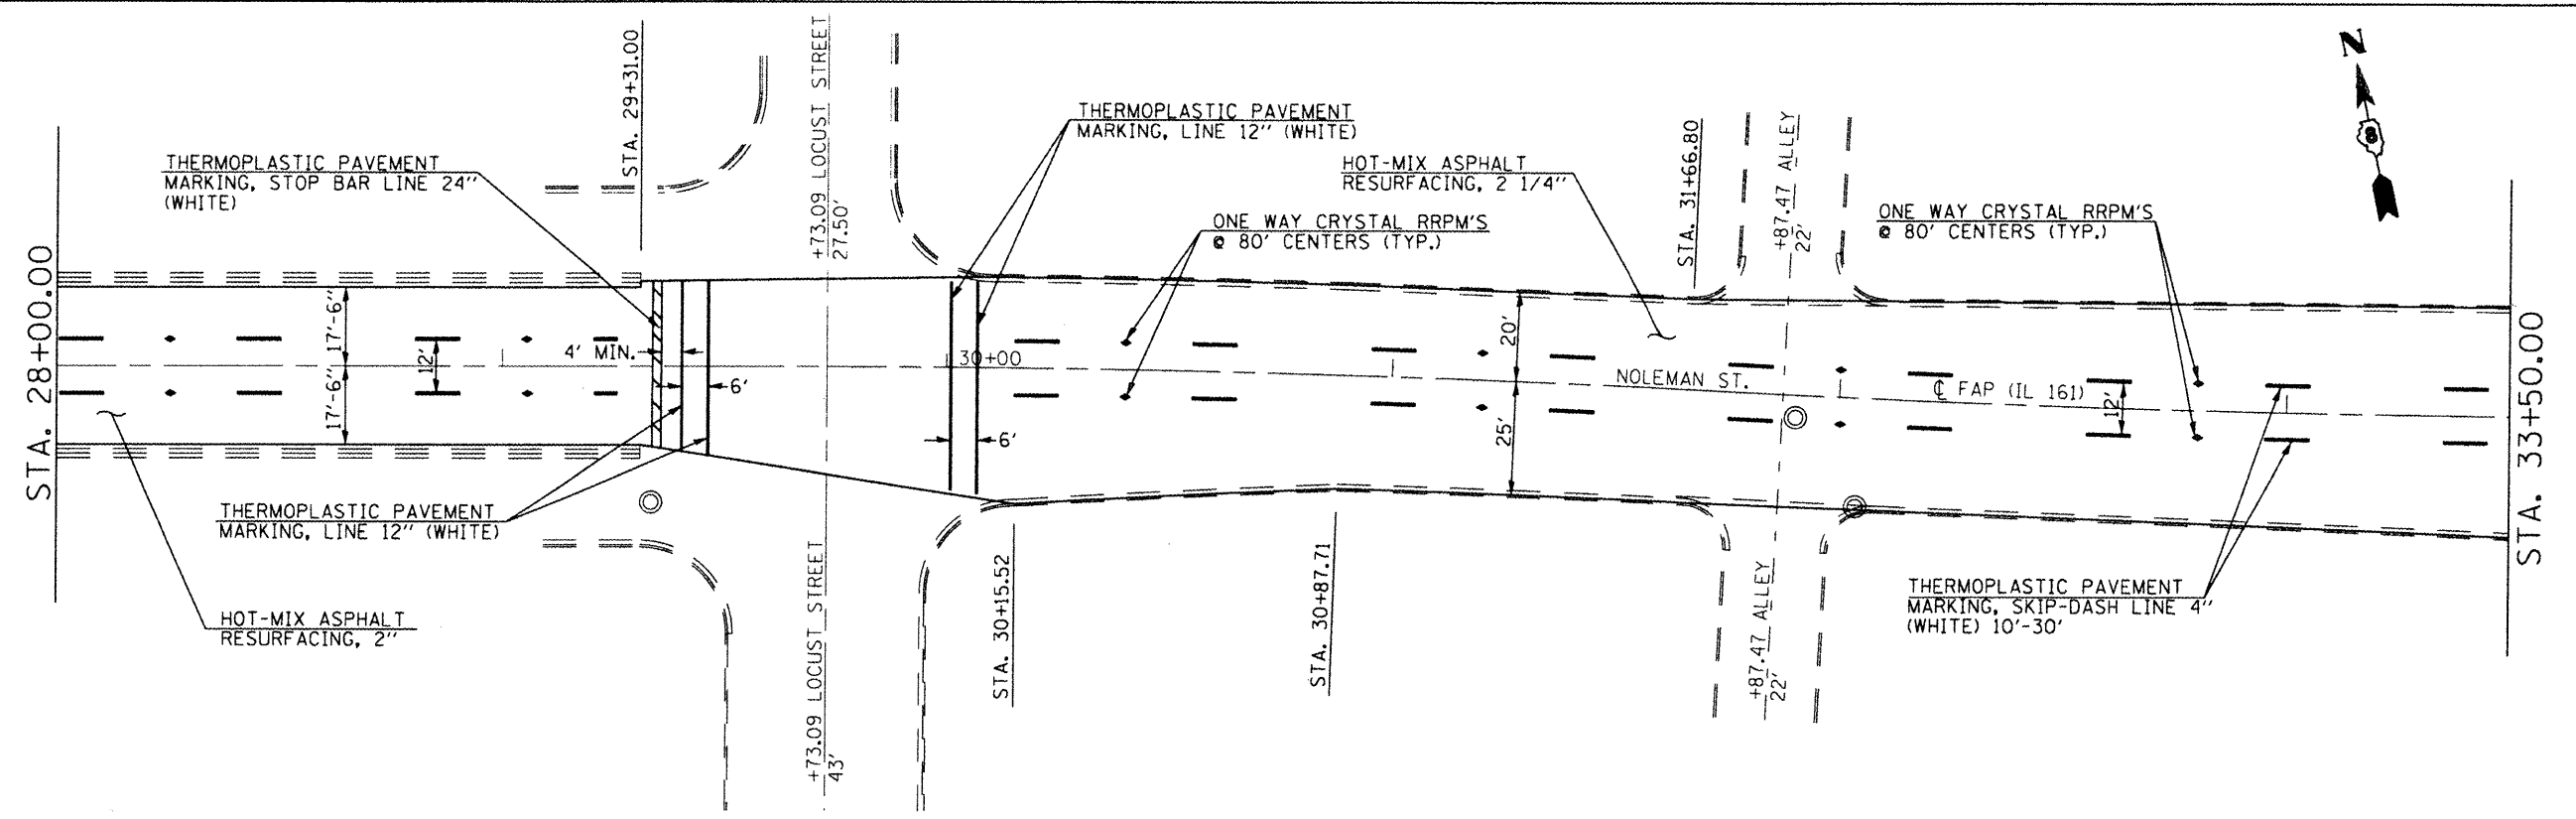 STA. 28+00.00
THERMOPLASTIC PAVEMENT
MARKING, STOP BAR LINE 24"
(WHITE)
STA. 29+31.00
+73.09 LOCUST STREET
27.50'
THERMOPLASTIC PAVEMENT
MARKING, LINE 12" (WHITE)
ONE WAY CRYSTAL RRPM'S
@ 80' CENTERS (TYP.)
HOT-MIX ASPHALT
RESURFACING, 2 1/4"
STA. 31+66.80
+87.47 ALLEY
22'
ONE WAY CRYSTAL RRPM'S
@ 80' CENTERS (TYP.)
N
8
17'-6"
17'-6"
12'
4' MIN.
6'
30+00
6'
20'
25'
NOLEMAN ST.
℄ FAP (IL 161)
12'
STA. 33+50.00
THERMOPLASTIC PAVEMENT
MARKING, LINE 12" (WHITE)
HOT-MIX ASPHALT
RESURFACING, 2"
+73.09 LOCUST STREET
43'
STA. 30+15.52
STA. 30+87.71
+87.47 ALLEY
22'
THERMOPLASTIC PAVEMENT
MARKING, SKIP-DASH LINE 4"
(WHITE) 10'-30'